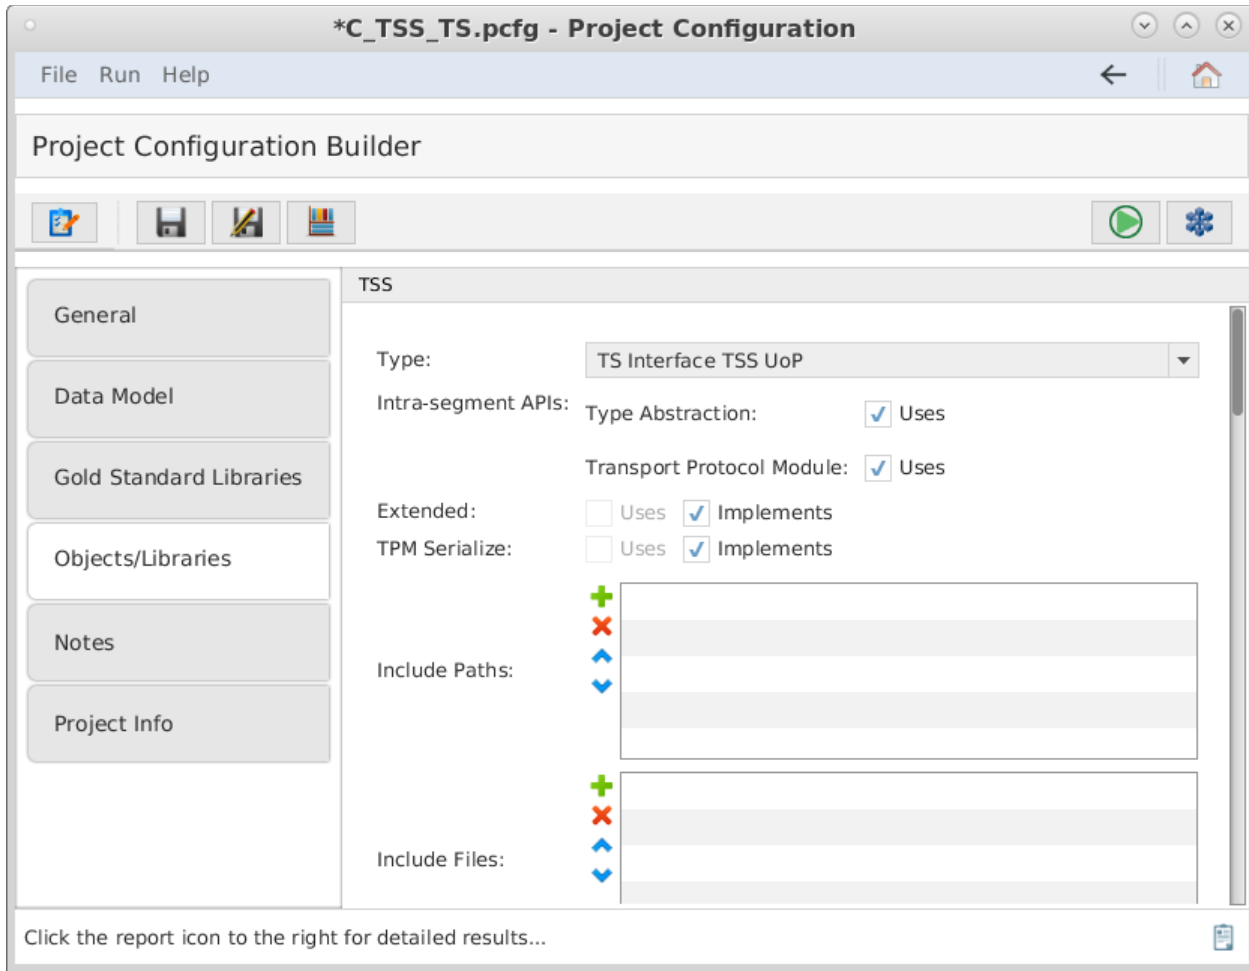 *C_TSS_TS.pcfg - Project Configuration
File Run Help
Project Configuration Builder
General
Data Model
Gold Standard Libraries
Objects/Libraries
Notes
Project Info
TSS
Type: TS Interface TSS UoP
Intra-segment APIs: Type Abstraction: Uses
Transport Protocol Module: Uses
Extended: Uses Implements
TPM Serialize: Uses Implements
Include Paths:
Include Files:
Click the report icon to the right for detailed results...